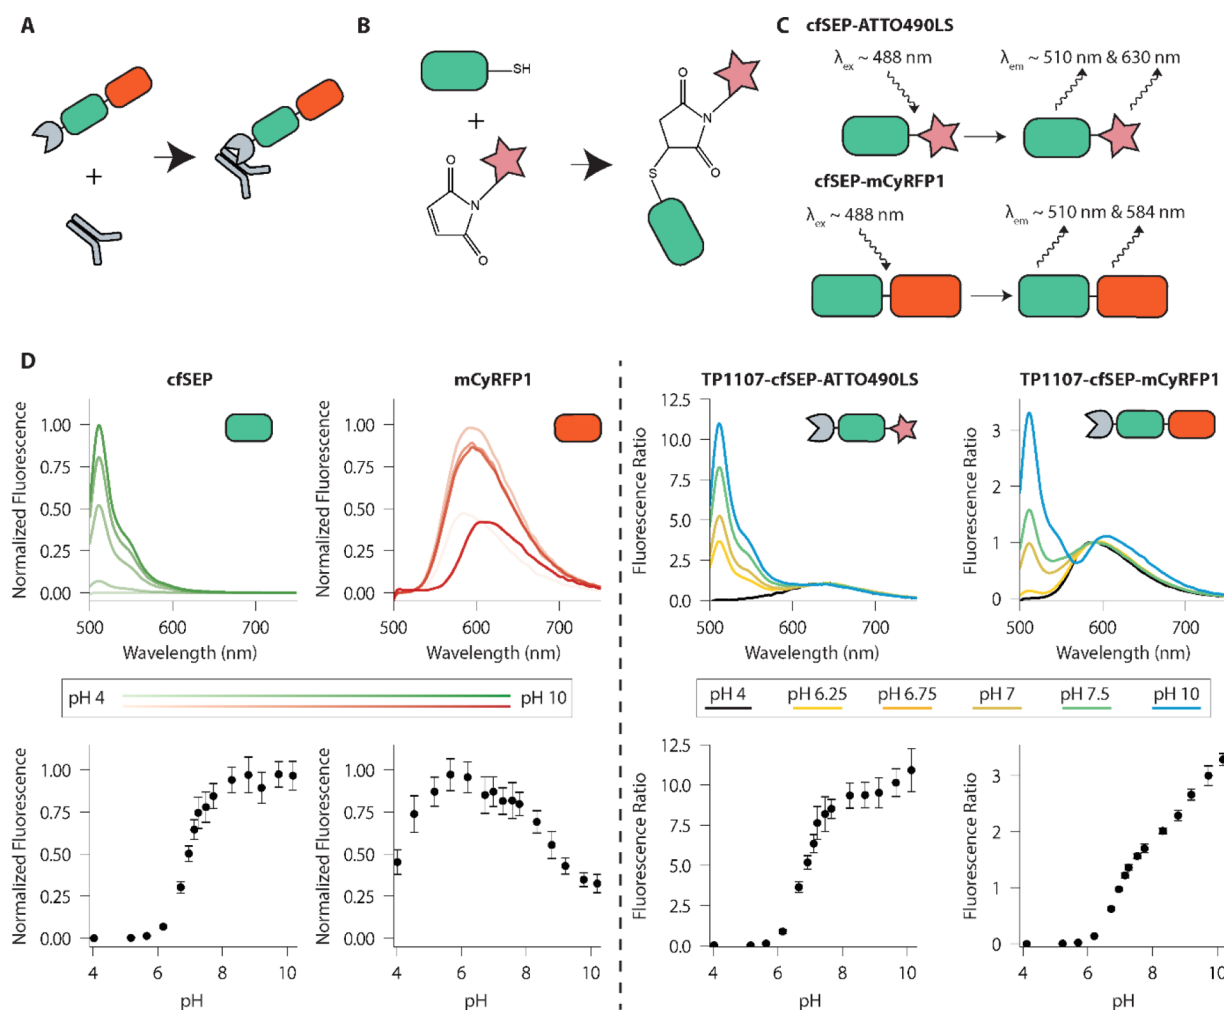 A
B
C
cfSEP-ATTO490LS
λex ~ 488 nm
λem ~ 510 nm & 630 nm
SH
+
+
O
N
O
O
N
O
S
cfSEP-mCyRFP1
λex ~ 488 nm
λem ~ 510 nm & 584 nm
D
cfSEP
Normalized Fluorescence
1.00
0.75
0.50
0.25
0.00
500
600
700
Wavelength (nm)
mCyRFP1
Normalized Fluorescence
1.00
0.75
0.50
0.25
0.00
500
600
700
Wavelength (nm)
TP1107-cfSEP-ATTO490LS
Fluorescence Ratio
12.5
10.0
7.5
5.0
2.5
0.0
500
600
700
Wavelength (nm)
TP1107-cfSEP-mCyRFP1
Fluorescence Ratio
3
2
1
0
500
600
700
Wavelength (nm)
pH 4
pH 10
pH 4
pH 6.25
pH 6.75
pH 7
pH 7.5
pH 10
Normalized Fluorescence
1.00
0.75
0.50
0.25
0.00
4
6
8
10
pH
Normalized Fluorescence
1.00
0.75
0.50
0.25
0.00
4
6
8
10
pH
Fluorescence Ratio
12.5
10.0
7.5
5.0
2.5
0.0
4
6
8
10
pH
Fluorescence Ratio
3
2
1
0
4
6
8
10
pH